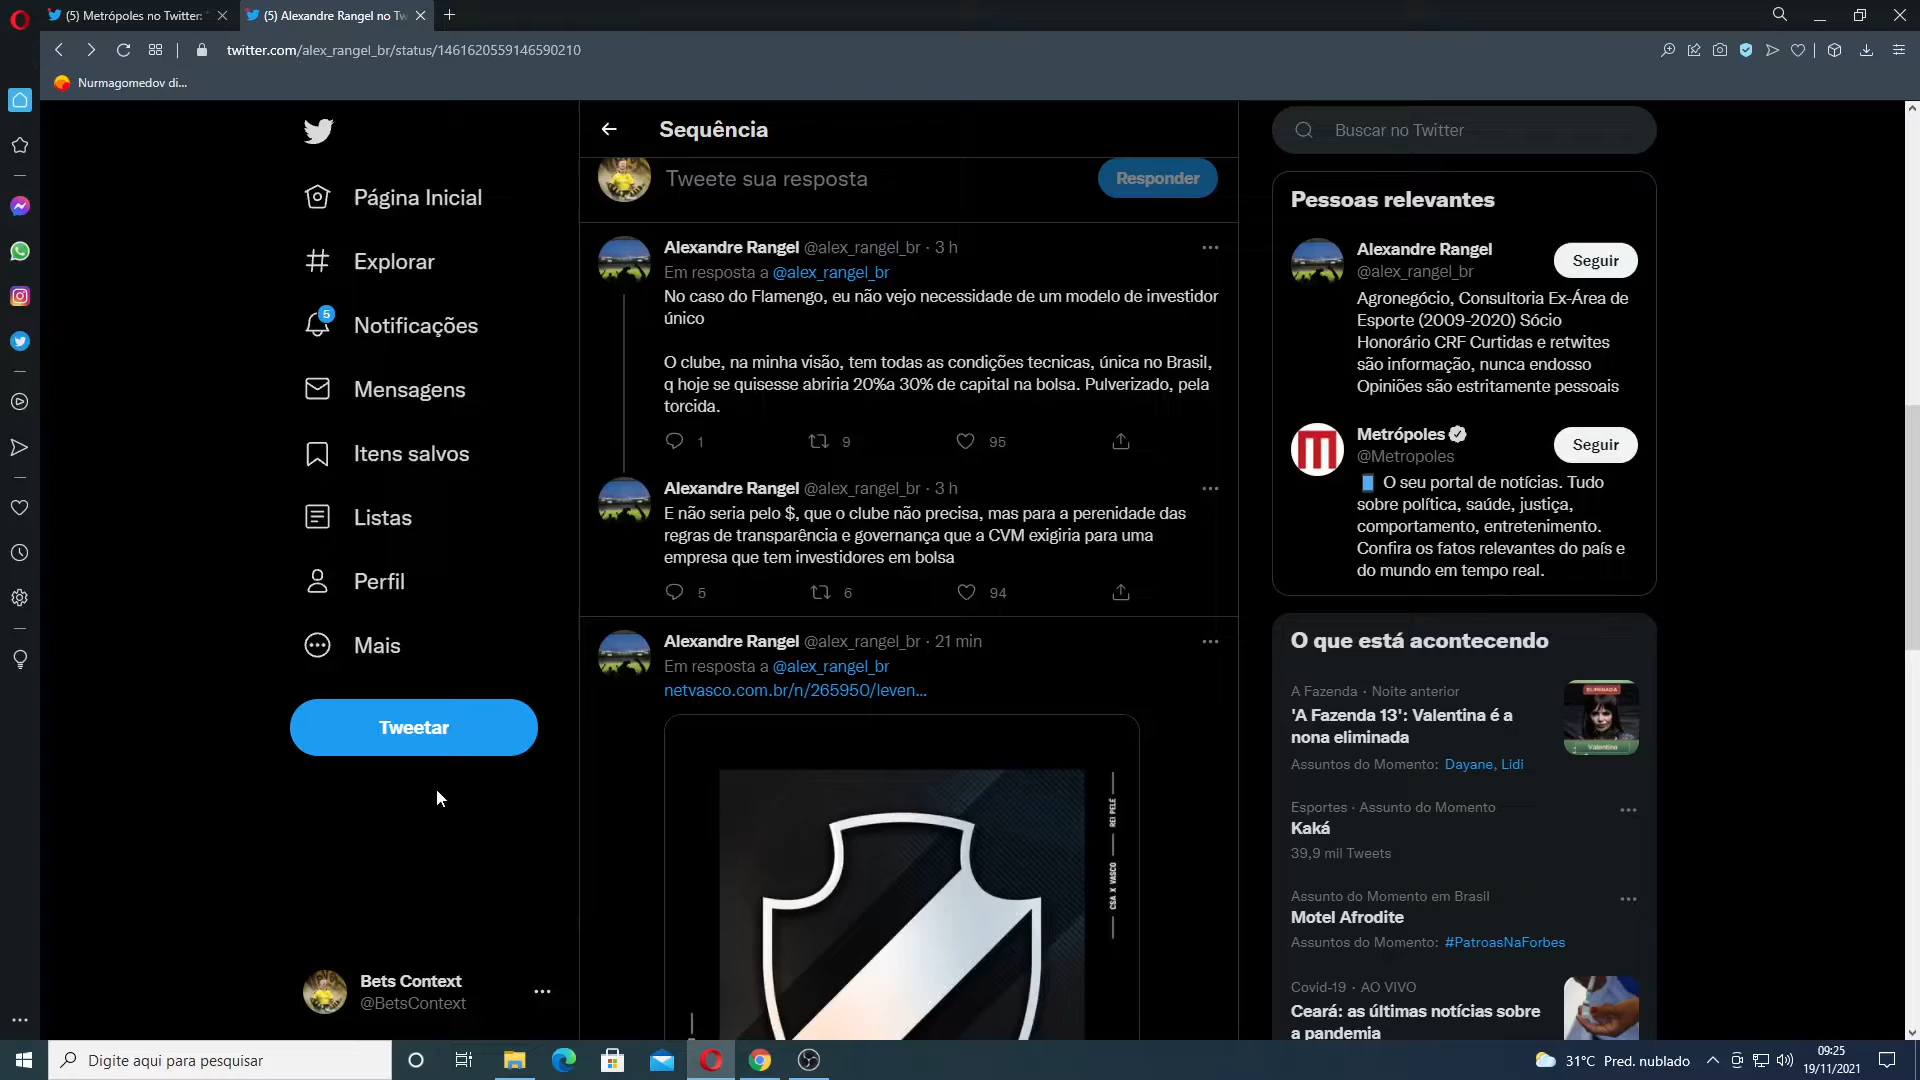 (5) Metrópoles no Twitter:
(5) Alexandre Rangel no Tw
twitter.com/alex_rangel_br/status/1461620559146590210
Nurmagomedov di...
Página Inicial
Explorar
5
Notificações
Mensagens
Itens salvos
Listas
Perfil
Mais
Tweetar
Bets Context
@BetsContext
Sequência
Tweete sua resposta
Responder
Alexandre Rangel @alex_rangel_br · 3 h
Em resposta a @alex_rangel_br
No caso do Flamengo, eu não vejo necessidade de um modelo de investidor
único
O clube, na minha visão, tem todas as condições tecnicas, única no Brasil,
q hoje se quisesse abriria 20%a 30% de capital na bolsa. Pulverizado, pela
torcida.
1 9 95
Alexandre Rangel @alex_rangel_br · 3 h
E não seria pelo $, que o clube não precisa, mas para a perenidade das
regras de transparência e governança que a CVM exigiria para uma
empresa que tem investidores em bolsa
5 6 94
Alexandre Rangel @alex_rangel_br · 21 min
Em resposta a @alex_rangel_br
netvasco.com.br/n/265950/leven...
REI PELÉ
CSA X VASCO
Buscar no Twitter
Pessoas relevantes
Alexandre Rangel
@alex_rangel_br
Seguir
Agronegócio, Consultoria Ex-Área de
Esporte (2009-2020) Sócio
Honorário CRF Curtidas e retwites
são informação, nunca endosso
Opiniões são estritamente pessoais
Metrópoles
@Metropoles
Seguir
O seu portal de notícias. Tudo
sobre política, saúde, justiça,
comportamento, entretenimento.
Confira os fatos relevantes do país e
do mundo em tempo real.
O que está acontecendo
A Fazenda · Noite anterior
'A Fazenda 13': Valentina é a
nona eliminada
Assuntos do Momento: Dayane, Lidi
ELIMINADA
Valentina
Esportes · Assunto do Momento
Kaká
39,9 mil Tweets
Assunto do Momento em Brasil
Motel Afrodite
Assuntos do Momento: #PatroasNaForbes
Covid-19 · AO VIVO
Ceará: as últimas notícias sobre
a pandemia
Digite aqui para pesquisar
31°C Pred. nublado
09:25
19/11/2021